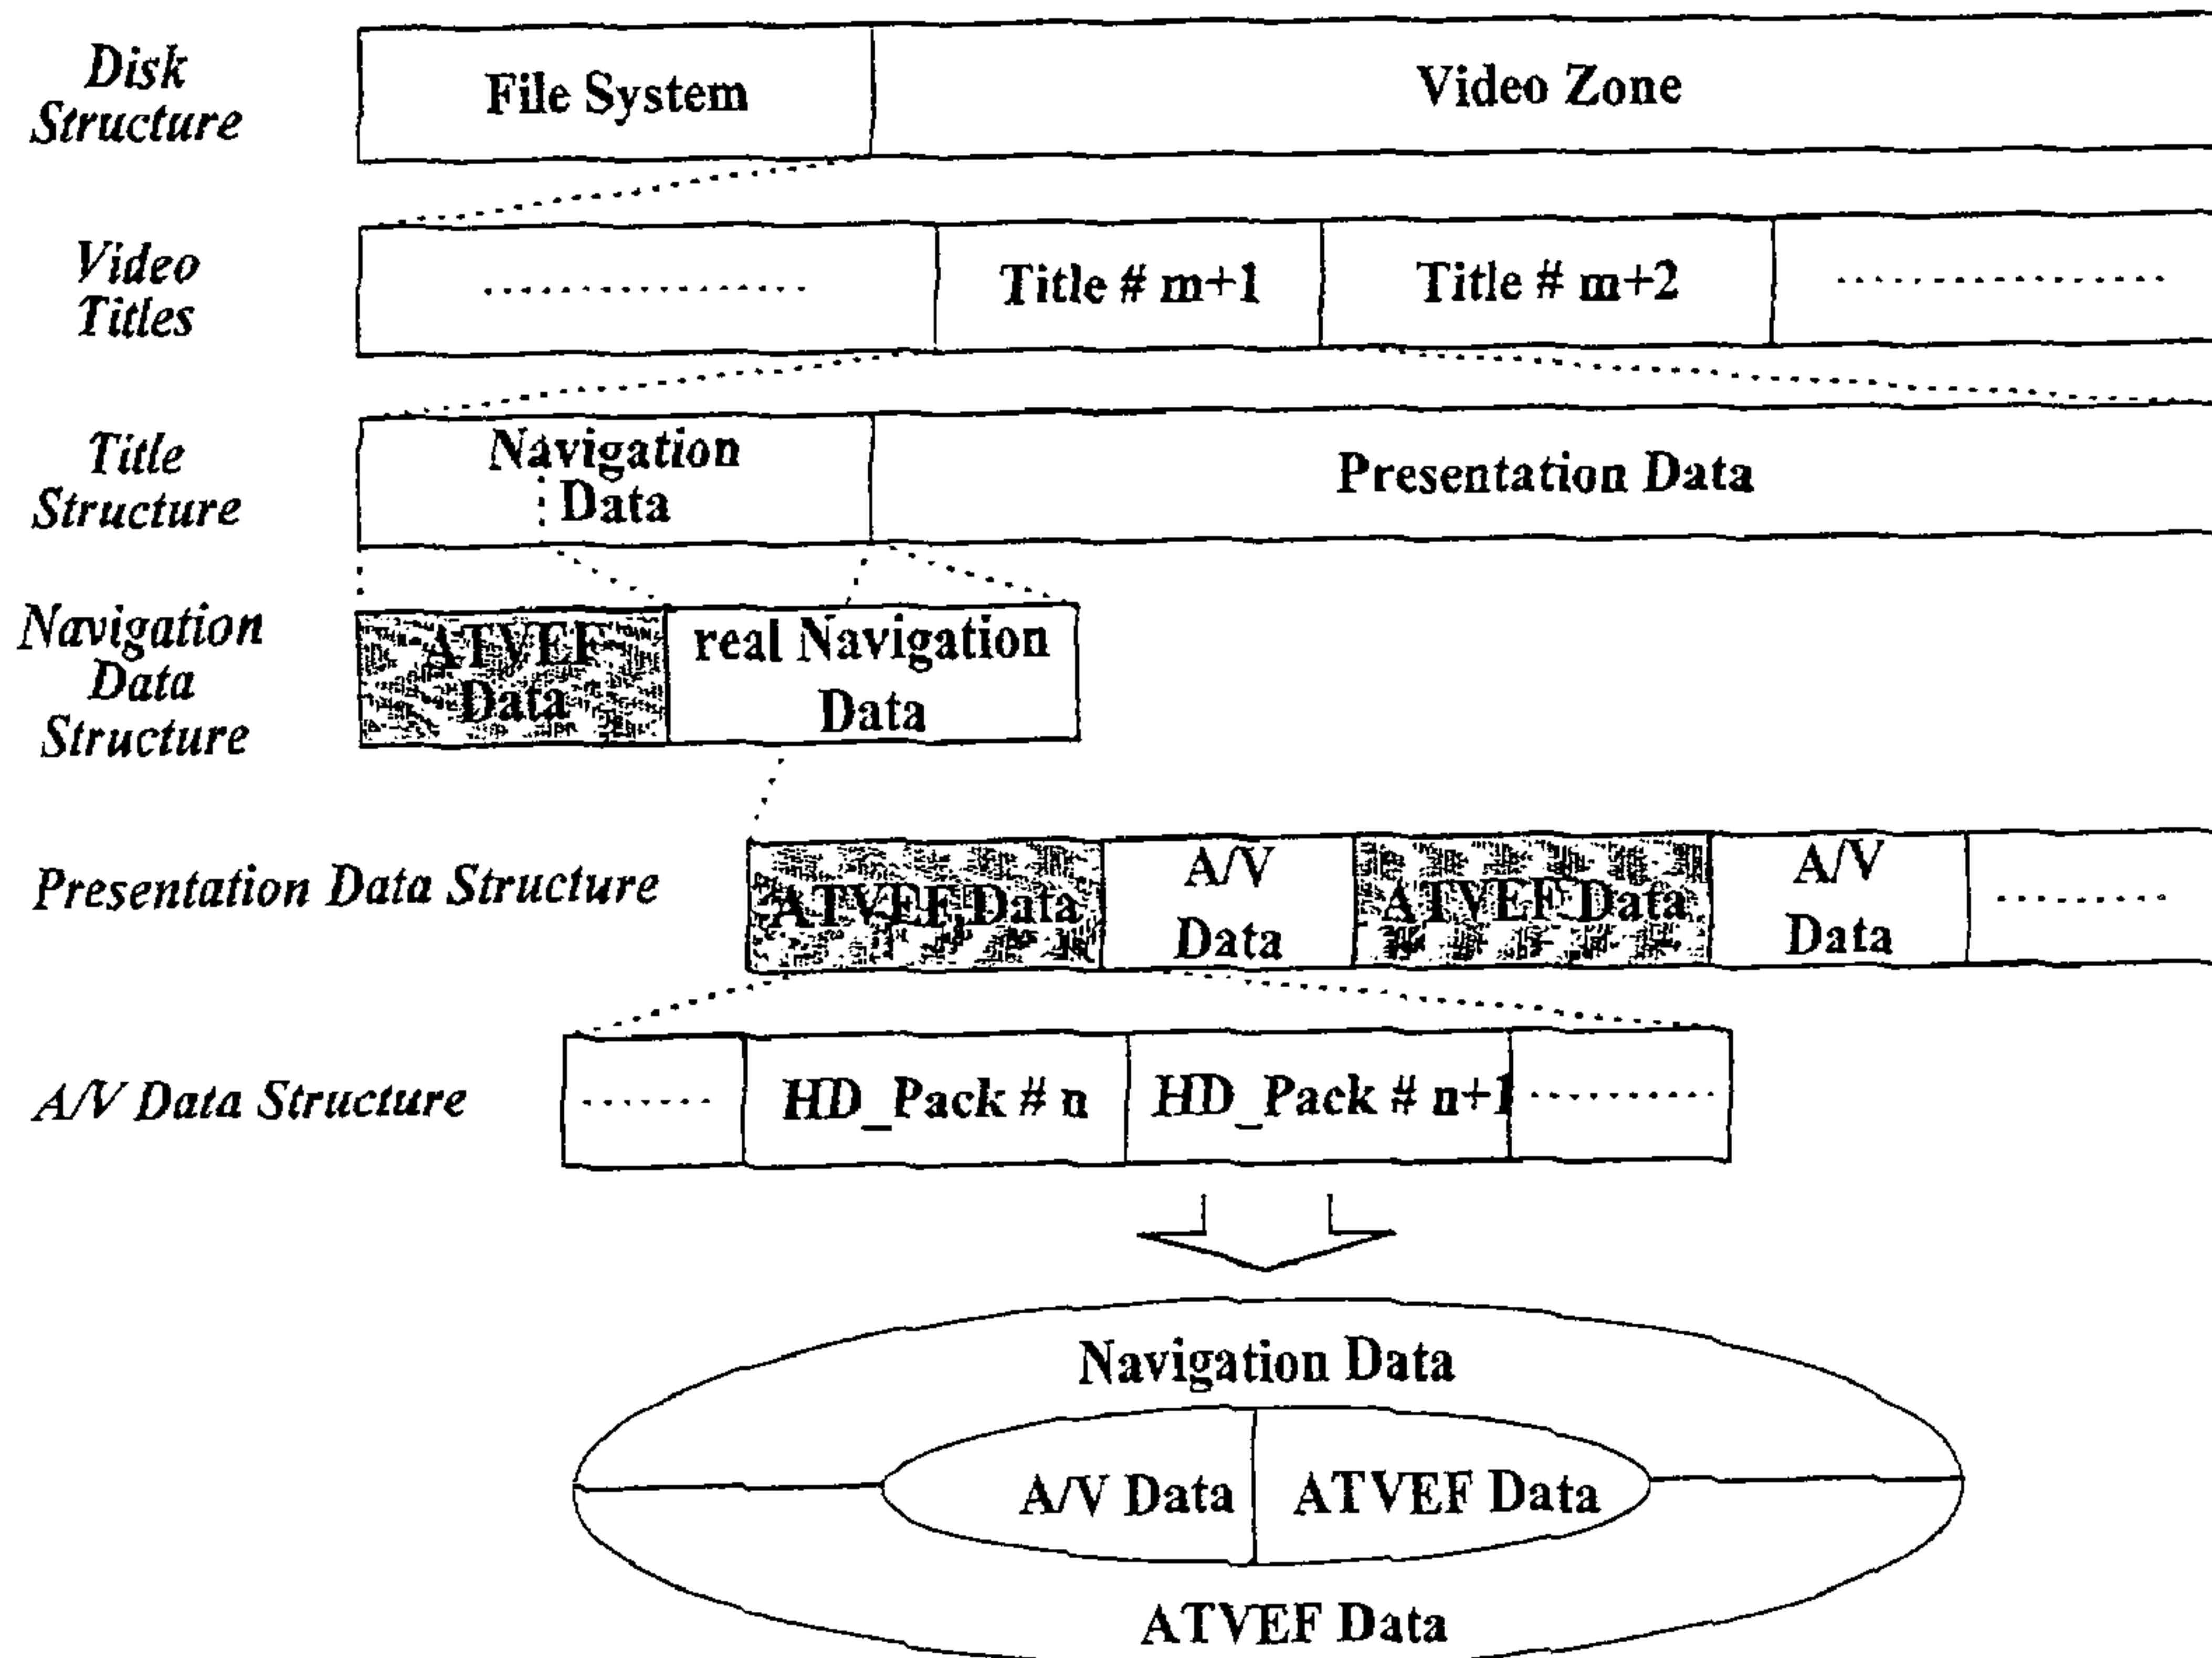 Disk
Structure
File System
Video Zone
Video
Titles
Title # m+1
Title # m+2
Title
Structure
Navigation
Data
Presentation Data
Navigation
Data
Structure
ATVEF
Data
real Navigation
Data
Presentation Data Structure
ATVEF Data
A/V
Data
ATVEF Data
A/V
Data
A/V Data Structure
HD_Pack # n
HD_Pack # n+1
Navigation Data
A/V Data
ATVEF Data
ATVEF Data